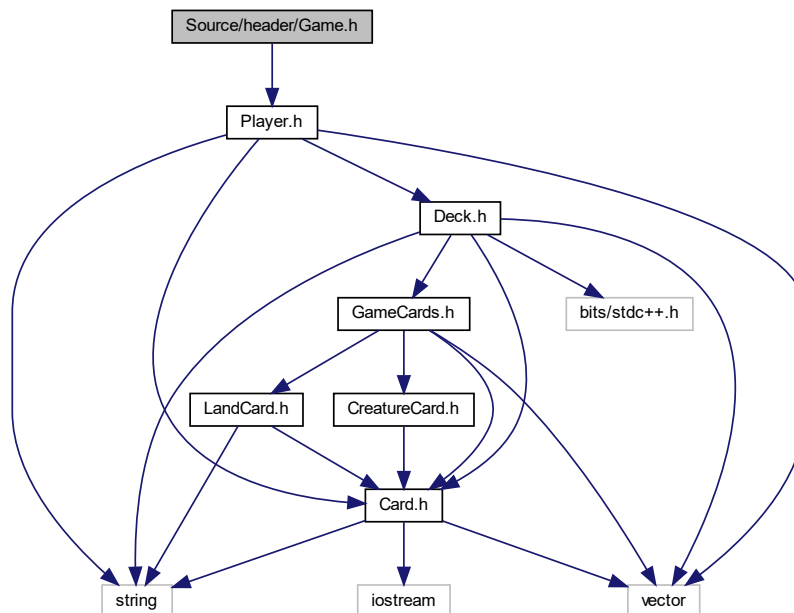 Source/header/Game.h
Player.h
Deck.h
GameCards.h
bits/stdc++.h
LandCard.h
CreatureCard.h
Card.h
string
iostream
vector